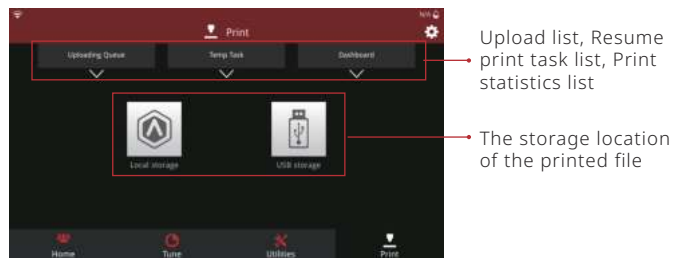 N/A
Print
Uploading Queue
Temp Task
Dashboard
Upload list, Resume
print task list, Print
statistics list
Local storage
USB storage
The storage location
of the printed file
Home
Tune
Utilities
Print